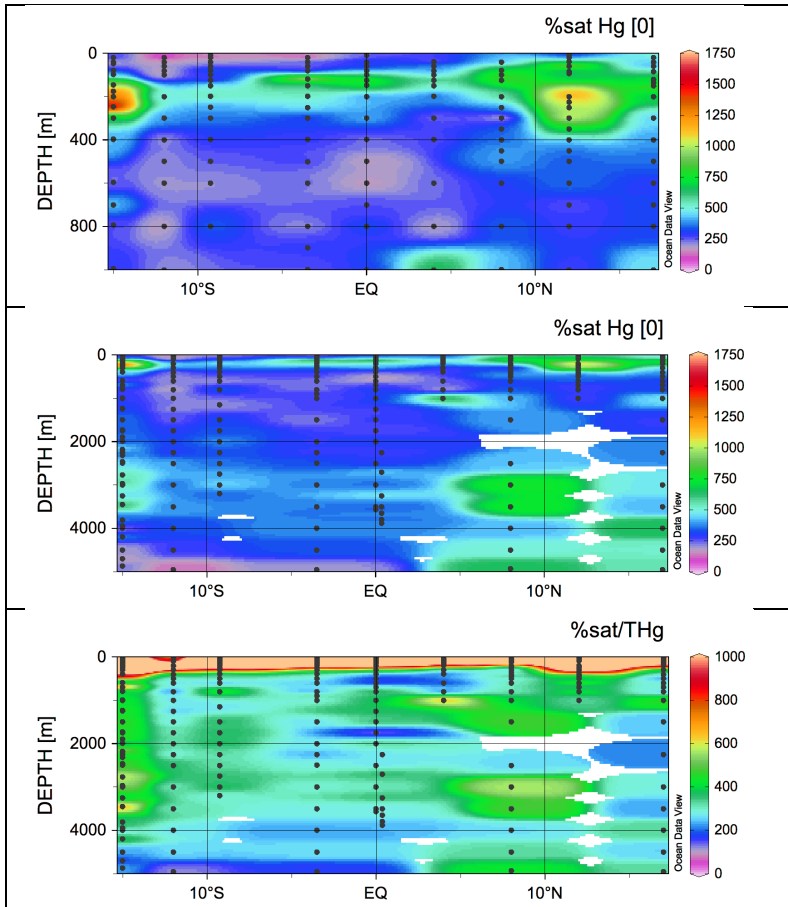 %sat Hg [0]
0
400
800
DEPTH [m]
10°S
EQ
10°N
Ocean Data View
1750
1500
1250
1000
750
500
250
0
%sat Hg [0]
0
2000
4000
DEPTH [m]
10°S
EQ
10°N
Ocean Data View
1750
1500
1250
1000
750
500
250
0
%sat/THg
0
2000
4000
DEPTH [m]
10°S
EQ
10°N
Ocean Data View
1000
800
600
400
200
0